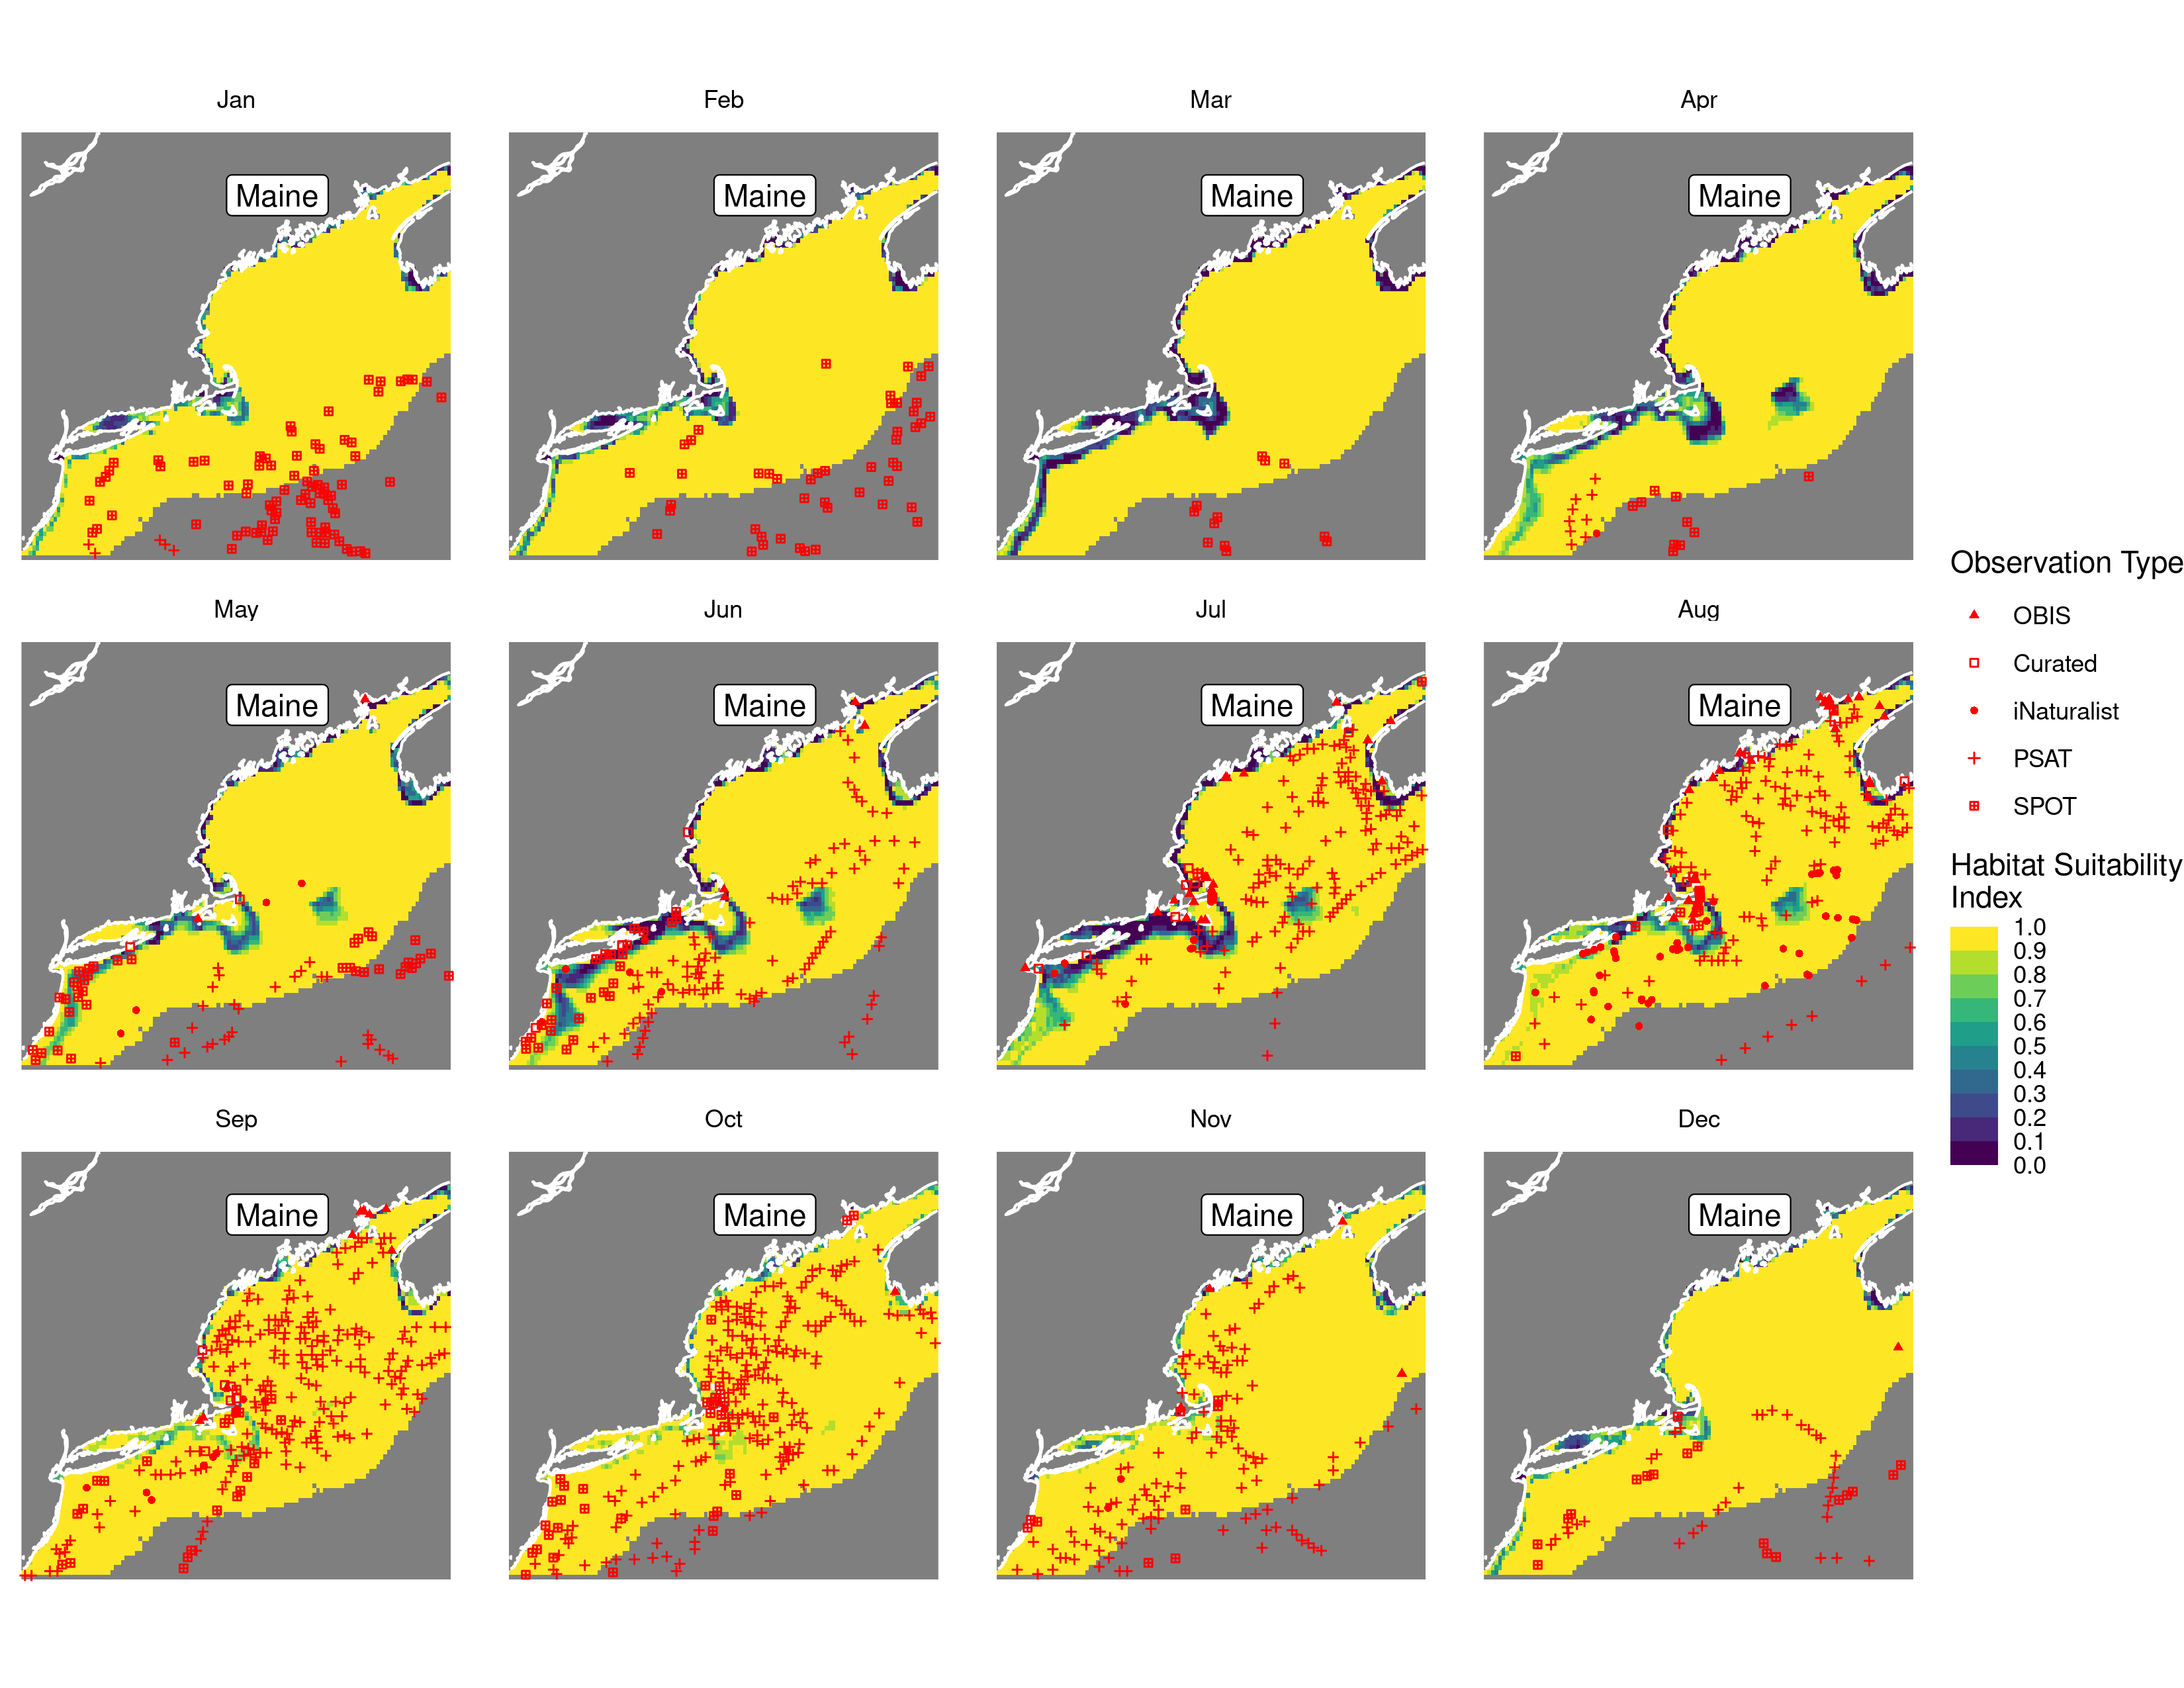 Jan
Feb
Mar
Apr
Maine
Maine
Maine
Maine
May
Jun
Jul
Aug
Maine
Maine
Maine
Maine
Sep
Oct
Nov
Dec
Maine
Maine
Maine
Maine
Observation Type
OBIS
Curated
iNaturalist
PSAT
SPOT
Habitat Suitability
Index
1.0
0.9
0.8
0.7
0.6
0.5
0.4
0.3
0.2
0.1
0.0